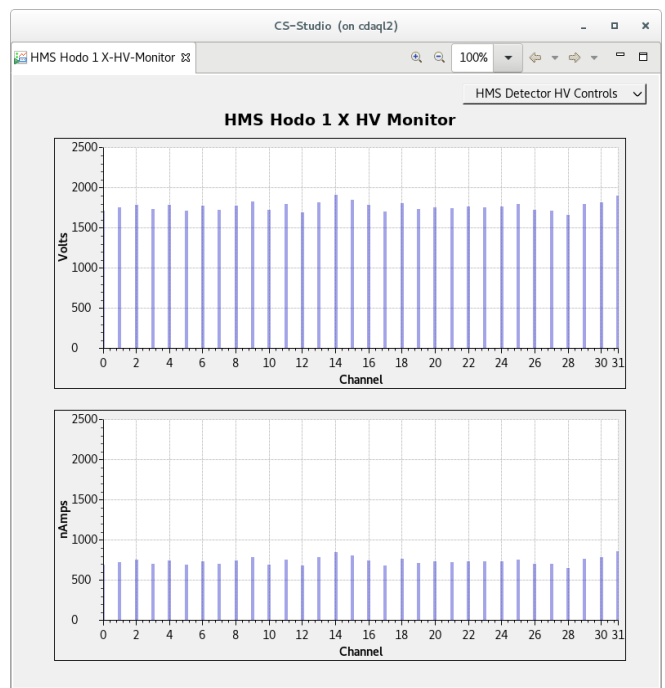 CS-Studio (on cdaql2)
HMS Hodo 1 X-HV-Monitor
100%
HMS Detector HV Controls
HMS Hodo 1 X HV Monitor
2500
2000
1500
1000
500
0
Volts
0 2 4 6 8 10 12 14 16 18 20 22 24 26 28 30 31
Channel
2500
2000
1500
1000
500
0
nAmps
0 2 4 6 8 10 12 14 16 18 20 22 24 26 28 30 31
Channel